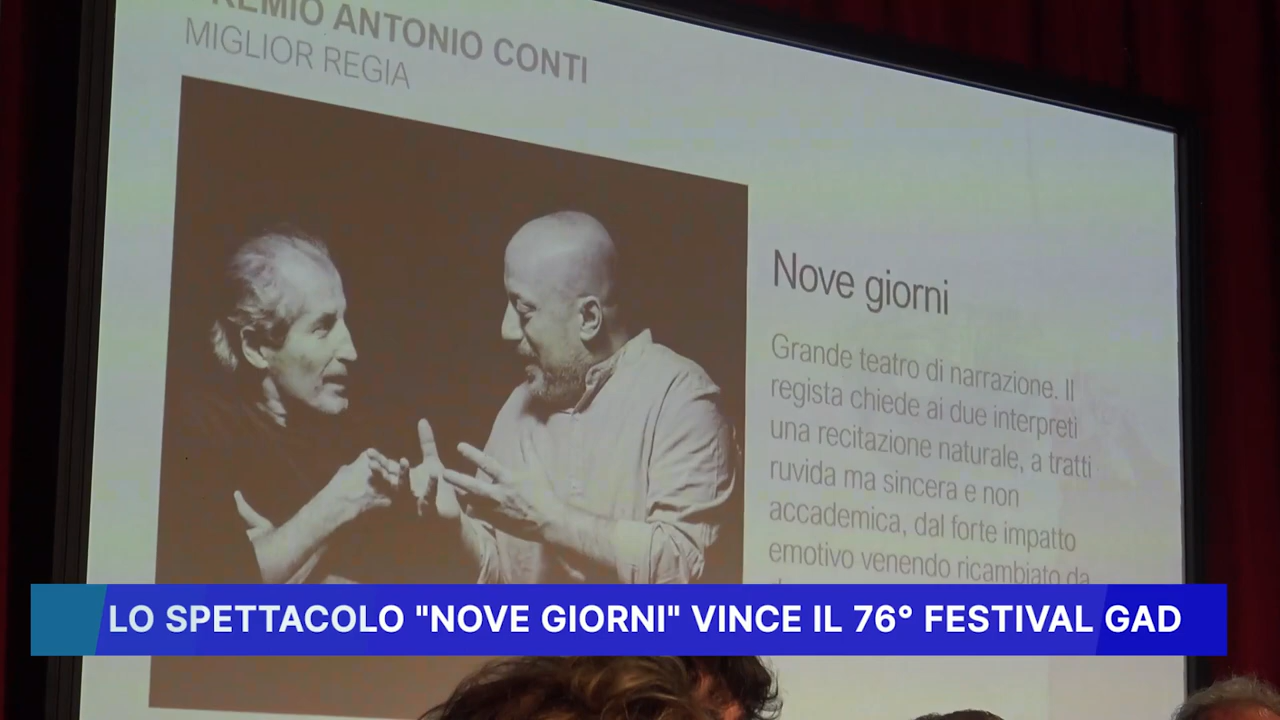 PREMIO ANTONIO CONTI
MIGLIOR REGIA
Nove giorni
Grande teatro di narrazione. Il
regista chiede ai due interpreti
una recitazione naturale, a tratti
ruvida ma sincera e non
accademica, dal forte impatto
emotivo venendo ricambiato da
LO SPETTACOLO "NOVE GIORNI" VINCE IL 76° FESTIVAL GAD